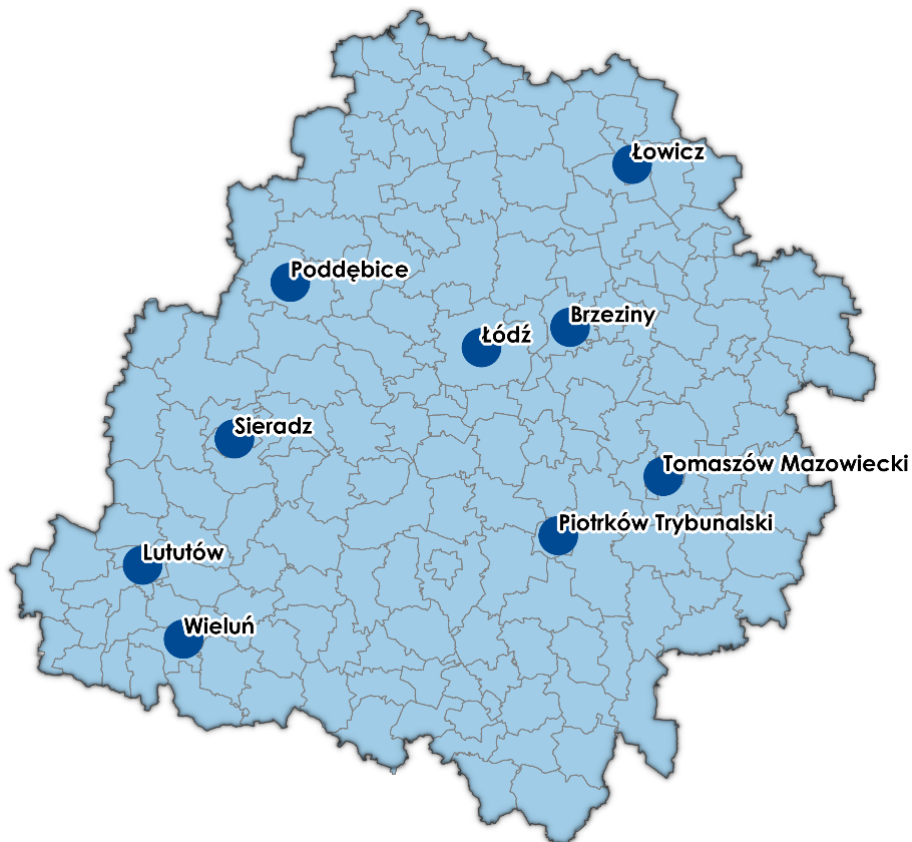 Łowicz
Poddębice
Brzeziny
Łódź
Sieradz
Tomaszów Mazowiecki
Piotrków Trybunalski
Lututów
Wieluń